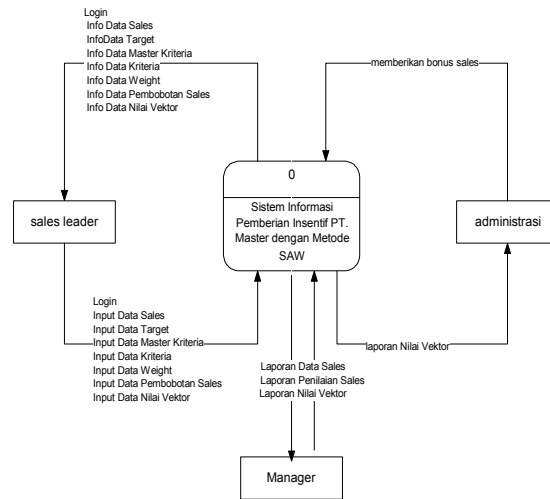 Login
Info Data Sales
InfoData Target
Info Data Master Kriteria
Info Data Kriteria
Info Data Weight
Info Data Pembobotan Sales
Info Data Nilai Vektor
memberikan bonus sales
0
Sistem Informasi
Pemberian Insentif PT.
Master dengan Metode
SAW
sales leader
administrasi
Login
Input Data Sales
Input Data Target
Input Data Master Kriteria
Input Data Kriteria
Input Data Weight
Input Data Pembobotan Sales
Input Data Nilai Vektor
laporan Nilai Vektor
Laporan Data Sales
Laporan Penilaian Sales
Laporan Nilai Vektor
Manager